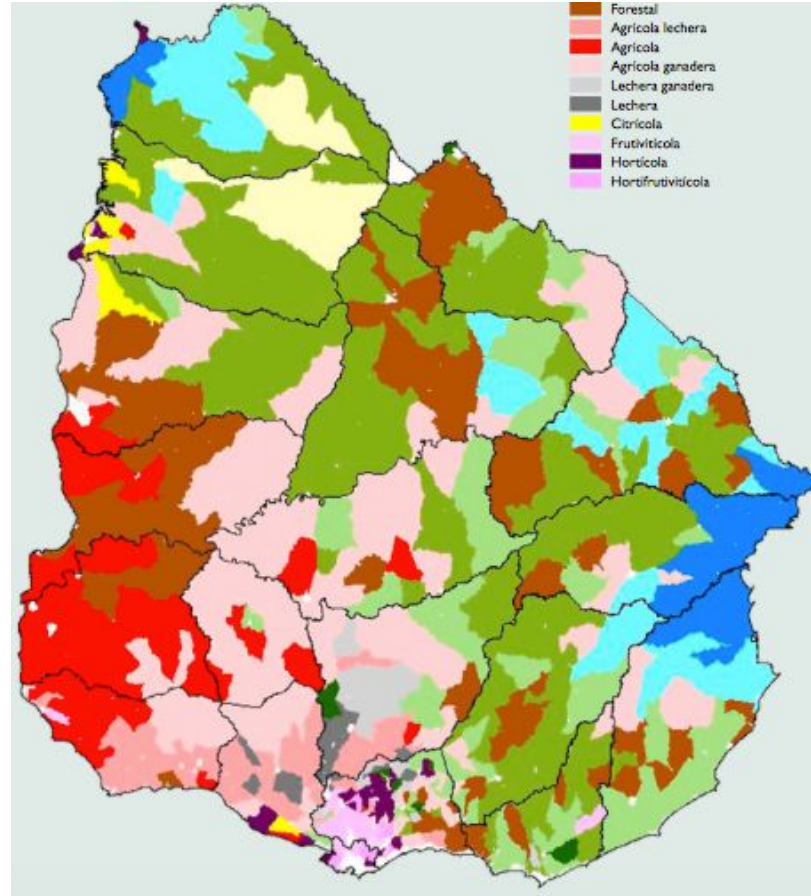 Forestal
Agrícola lechera
Agrícola
Agrícola ganadera
Lechera ganadera
Lechera
Citrícola
Frutivitícola
Hortícola
Hortifrutivitícola